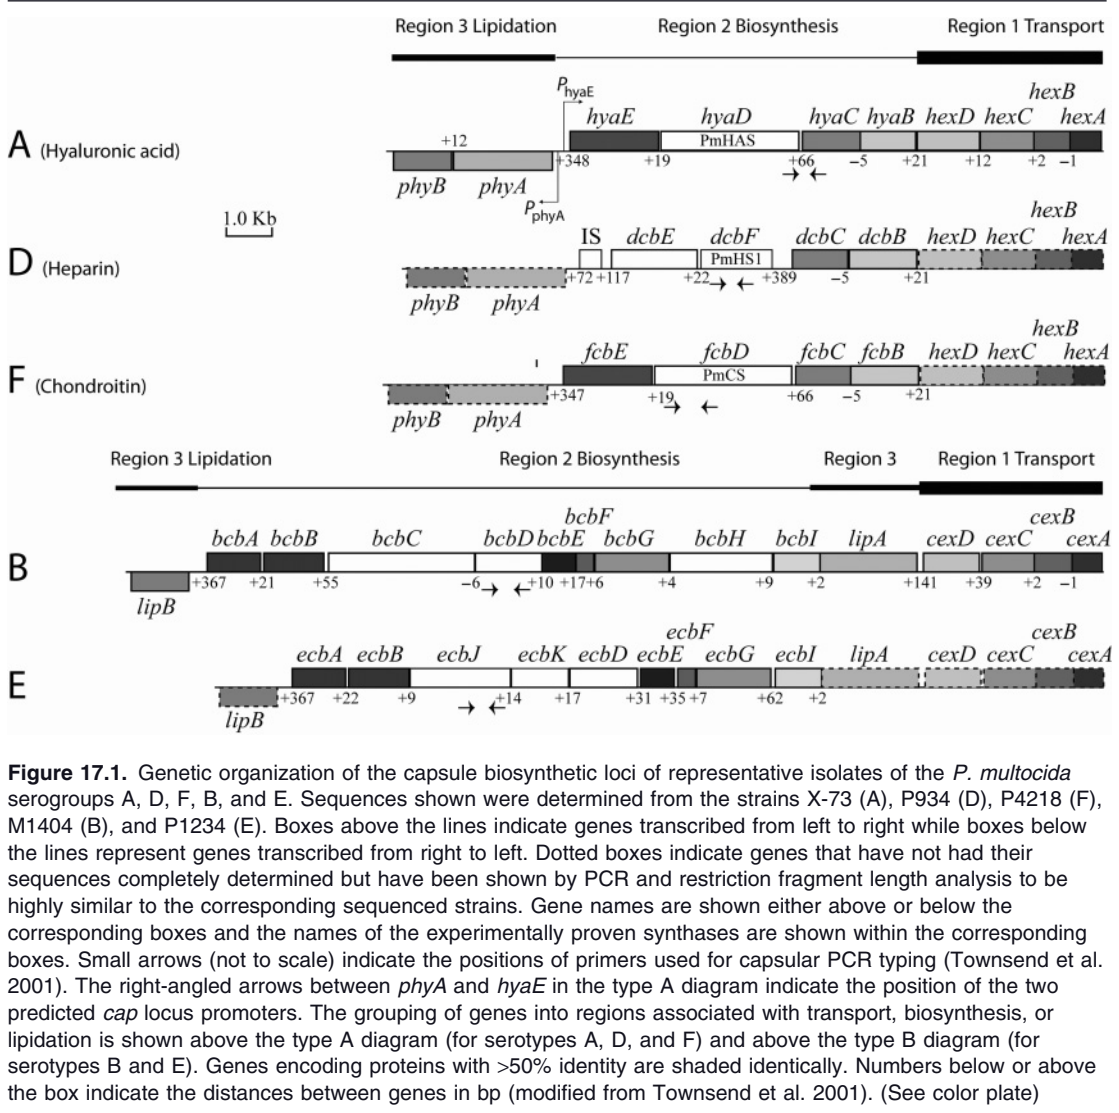 Region 3 Lipidation Region 2 Biosynthesis Region 1 Transport
PhyaE hexB
hyaE hyaD hyaC hyaB hexD hexC hexA
A (Hyaluronic acid) +12 PmHAS
+348 +19 +66 −5 +21 +12 +2 −1
phyB phyA
PphyA
1.0 Kb
hexB
IS dcbE dcbF dcbC dcbB hexD hexC hexA
D (Heparin) PmHS1
+72 +117 +22 +389 −5 +21
phyB phyA
hexB
fcbE fcbD fcbC fcbB hexD hexC hexA
F (Chondroitin) PmCS
+347 +19 +66 −5 +21
phyB phyA
Region 3 Lipidation Region 2 Biosynthesis Region 3 Region 1 Transport
bcbF cexB
bcbA bcbB bcbC bcbD bcbE bcbG bcbH bcbI lipA cexD cexC cexA
B
+367 +21 +55 −6 +10 +17 +6 +4 +9 +2 +141 +39 +2 −1
lipB
ecbF cexB
ecbA ecbB ecbJ ecbK ecbD ecbE ecbG ecbI lipA cexD cexC cexA
E
+367 +22 +9 +14 +17 +31 +35 +7 +62 +2
lipB
Figure 17.1. Genetic organization of the capsule biosynthetic loci of representative isolates of the P. multocida
serogroups A, D, F, B, and E. Sequences shown were determined from the strains X-73 (A), P934 (D), P4218 (F),
M1404 (B), and P1234 (E). Boxes above the lines indicate genes transcribed from left to right while boxes below
the lines represent genes transcribed from right to left. Dotted boxes indicate genes that have not had their
sequences completely determined but have been shown by PCR and restriction fragment length analysis to be
highly similar to the corresponding sequenced strains. Gene names are shown either above or below the
corresponding boxes and the names of the experimentally proven synthases are shown within the corresponding
boxes. Small arrows (not to scale) indicate the positions of primers used for capsular PCR typing (Townsend et al.
2001). The right-angled arrows between phyA and hyaE in the type A diagram indicate the position of the two
predicted cap locus promoters. The grouping of genes into regions associated with transport, biosynthesis, or
lipidation is shown above the type A diagram (for serotypes A, D, and F) and above the type B diagram (for
serotypes B and E). Genes encoding proteins with >50% identity are shaded identically. Numbers below or above
the box indicate the distances between genes in bp (modified from Townsend et al. 2001). (See color plate)